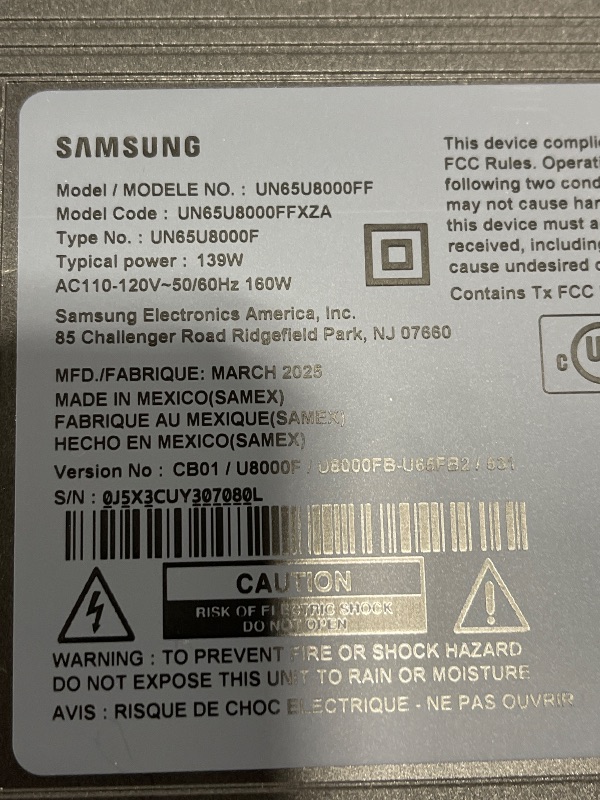 SAMSUNG
Model / MODELE NO. : UN65U8000FF
Model Code : UN65U8000FFXZA
Type No. : UN65U8000F
Typical power : 139W
AC110-120V~50/60Hz 160W
Samsung Electronics America, Inc.
85 Challenger Road Ridgefield Park, NJ 07660
MFD./FABRIQUE: MARCH 2025
MADE IN MEXICO(SAMEX)
FABRIQUE AU MEXIQUE(SAMEX)
HECHO EN MEXICO(SAMEX)
Version No : CB01 / U8000F /
S/N : 0J5X3CUY307080L
This device compli
FCC Rules. Operati
following two cond
may not cause har
this device must a
received, including
cause undesired o
Contains Tx FCC
c U
CAUTION
RISK OF ELECTRIC SHOCK
DO NOT OPEN
WARNING : TO PREVENT FIRE OR SHOCK HAZARD
DO NOT EXPOSE THIS UNIT TO RAIN OR MOISTURE
AVIS : RISQUE DE CHOC ELECTRIQUE - NE PAS OUVRIR